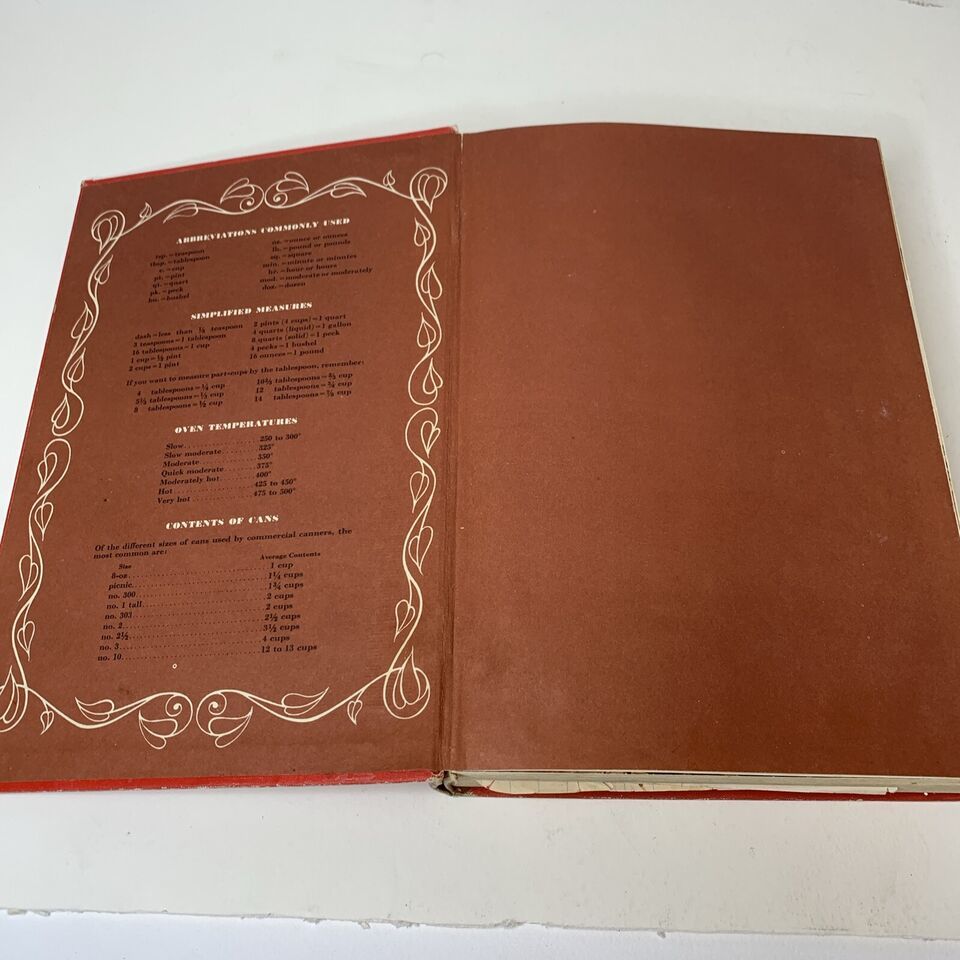 ABBREVIATIONS COMMONLY USED
tsp.=teaspoon
tbsp.=tablespoon
c.=cup
pt.=pint
qt.=quart
pk.=peck
bu.=bushel
oz.=ounce or ounces
lb.=pound or pounds
sq.=square
min.=minute or minutes
hr.=hour or hours
mod.=moderate or moderately
doz.=dozen
SIMPLIFIED MEASURES
dash=less than ⅛ teaspoon
3 teaspoons=1 tablespoon
16 tablespoons=1 cup
1 cup=½ pint
2 cups=1 pint
2 pints (4 cups)=1 quart
4 quarts (liquid)=1 gallon
8 quarts (solid)=1 peck
4 pecks=1 bushel
16 ounces=1 pound
If you want to measure part-cups by the tablespoon, remember:
4 tablespoons=¼ cup
5⅓ tablespoons=⅓ cup
8 tablespoons=½ cup
10⅔ tablespoons=⅔ cup
12 tablespoons=¾ cup
14 tablespoons=⅞ cup
OVEN TEMPERATURES
Slow....................250 to 300°
Slow moderate.........325°
Moderate...............350°
Quick moderate........375°
Moderately hot.........400°
Hot.....................425 to 450°
Very hot ...............475 to 500°
CONTENTS OF CANS
Of the different sizes of cans used by commercial canners, the
most common are:
Size Average Contents
8-oz............................1 cup
picnic..........................1¼ cups
no. 300.........................1¾ cups
no. 1 tall......................2 cups
no. 303.........................2 cups
no. 2...........................2½ cups
no. 2½..........................3½ cups
no. 3...........................4 cups
no. 10..........................12 to 13 cups